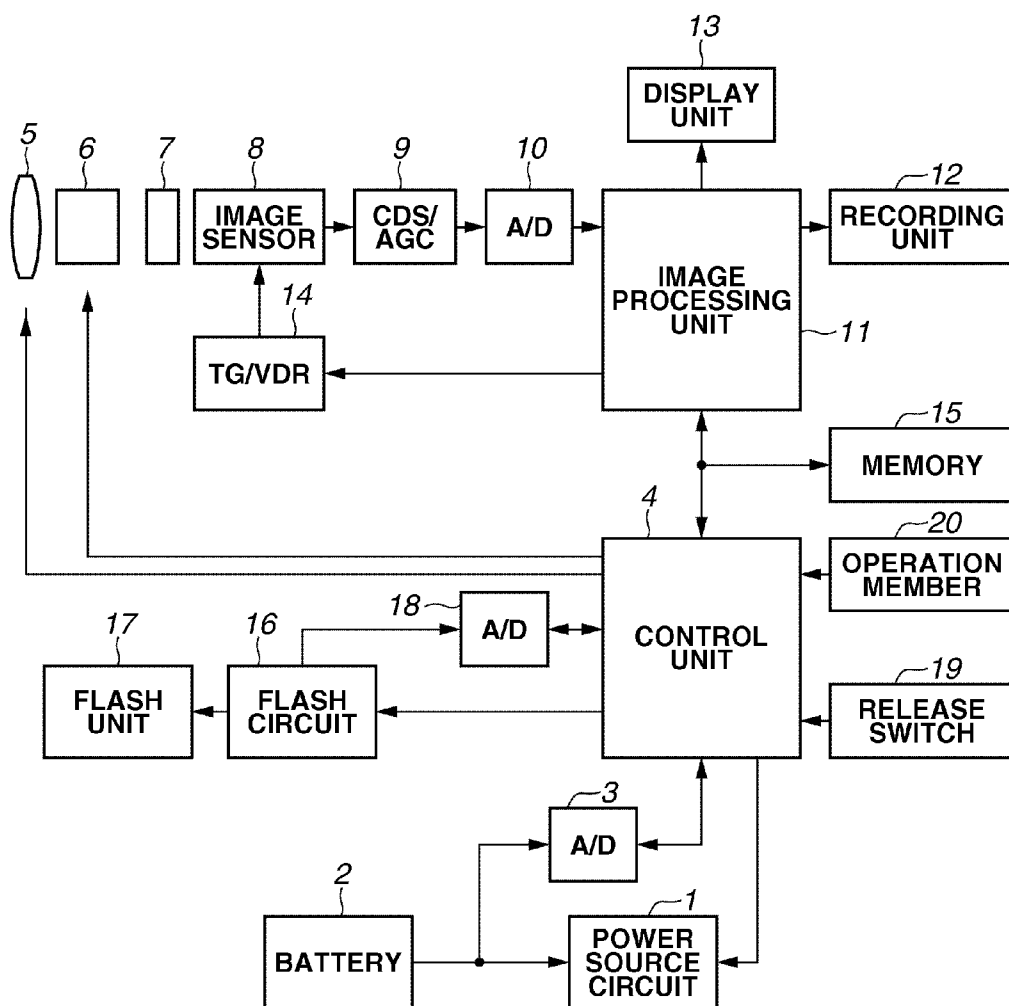 13
DISPLAY
UNIT
5
6
7
8
9
10
12
IMAGE
SENSOR
CDS/
AGC
A/D
RECORDING
UNIT
IMAGE
PROCESSING
UNIT
11
14
TG/VDR
15
MEMORY
4
20
OPERATION
MEMBER
18
A/D
CONTROL
UNIT
17
16
FLASH
UNIT
FLASH
CIRCUIT
19
RELEASE
SWITCH
3
A/D
2
BATTERY
1
POWER
SOURCE
CIRCUIT